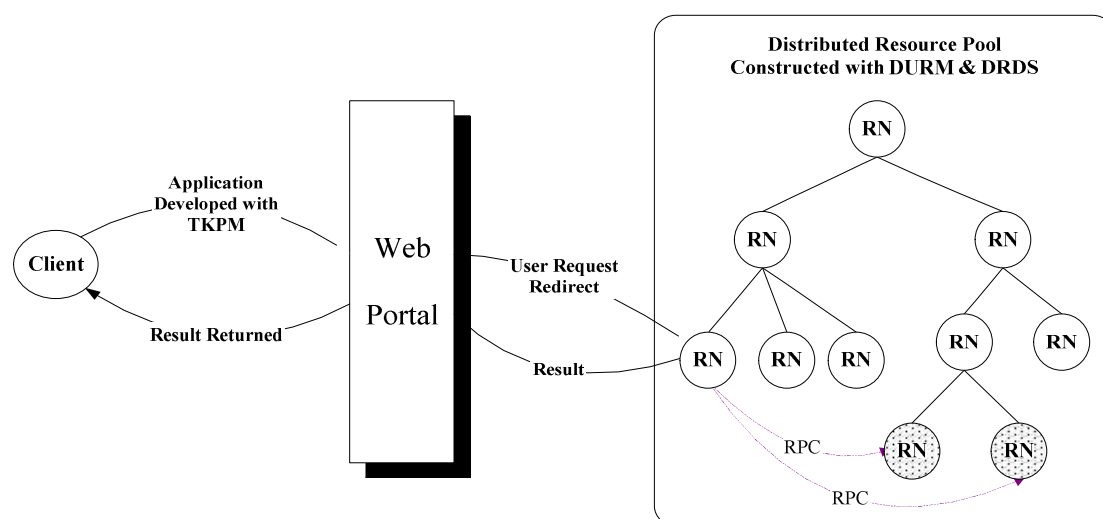 Distributed Resource Pool
Constructed with DURM & DRDS
RN
Application
Developed with
TKPM
Client
Web
Portal
Result Returned
User Request
Redirect
Result
RN
RN
RN
RN
RN
RN
RN
RN
RN
RPC
RPC